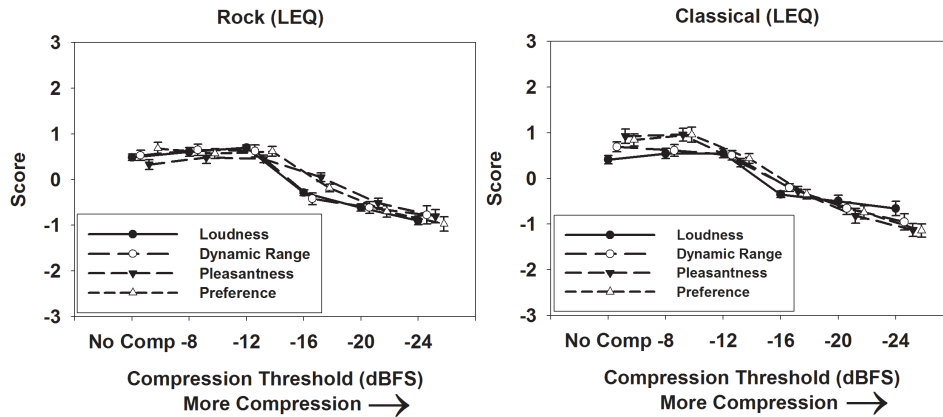 Rock (LEQ)
3
2
1
0
-1
-2
-3
Score
Loudness
Dynamic Range
Pleasantness
Preference
No Comp -8 -12 -16 -20 -24
Compression Threshold (dBFS)
More Compression
Classical (LEQ)
3
2
1
0
-1
-2
-3
Score
Loudness
Dynamic Range
Pleasantness
Preference
No Comp -8 -12 -16 -20 -24
Compression Threshold (dBFS)
More Compression